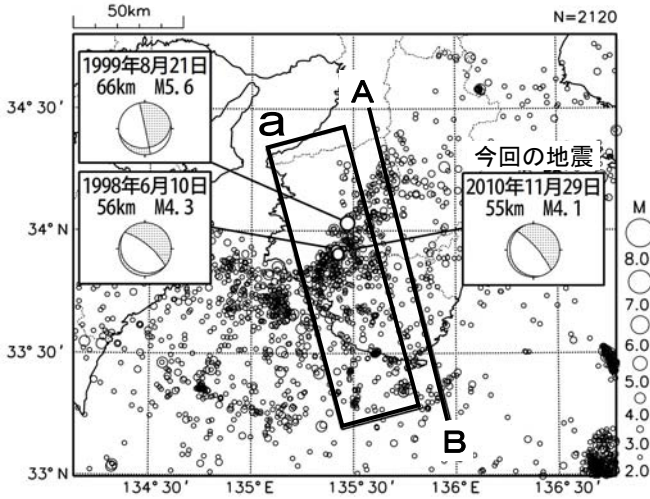 50km
N=2120
1999年8月21日
66km M5.6
1998年6月10日
56km M4.3
今回の地震
2010年11月29日
55km M4.1
a
A
B
34°30′
34°N
33°30′
33°N
134°30′
135°E
135°30′
136°E
136°30′
M
8.0
7.0
6.0
5.0
4.0
3.0
2.0